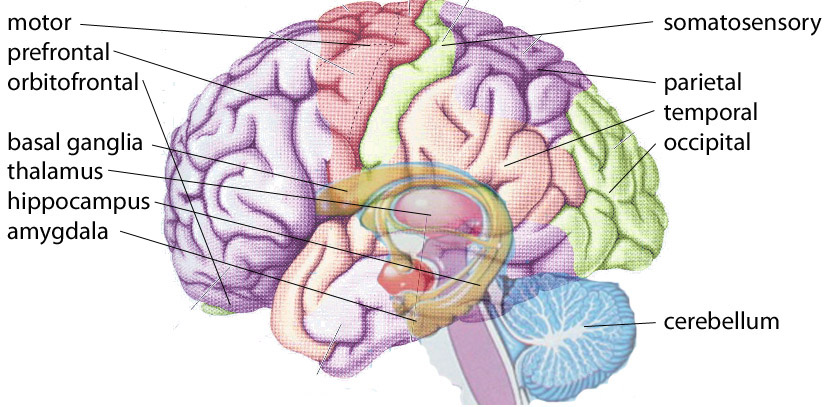 motor
prefrontal
orbitofrontal
basal ganglia
thalamus
hippocampus
amygdala
somatosensory
parietal
temporal
occipital
cerebellum